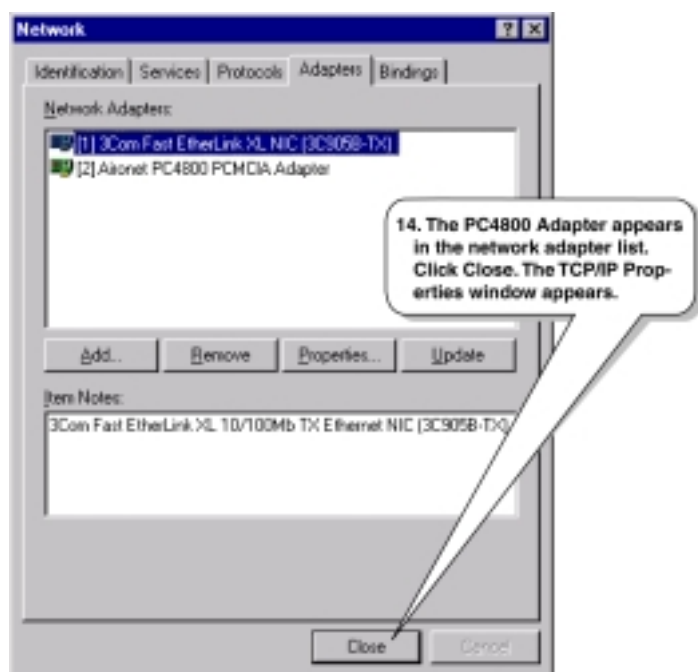 Network
Identification Services Protocols Adapters Bindings
Network Adapters:
[1] 3Com Fast EtherLink XL NIC (3C905B-TX)
[2] Aironet PC4800 PCMCIA Adapter
14. The PC4800 Adapter appears
in the network adapter list.
Click Close. The TCP/IP Prop-
erties window appears.
Add... Remove Properties... Update
Item Notes:
3Com Fast EtherLink XL 10/100Mb TX Ethernet NIC (3C905B-TX)
Close Cancel